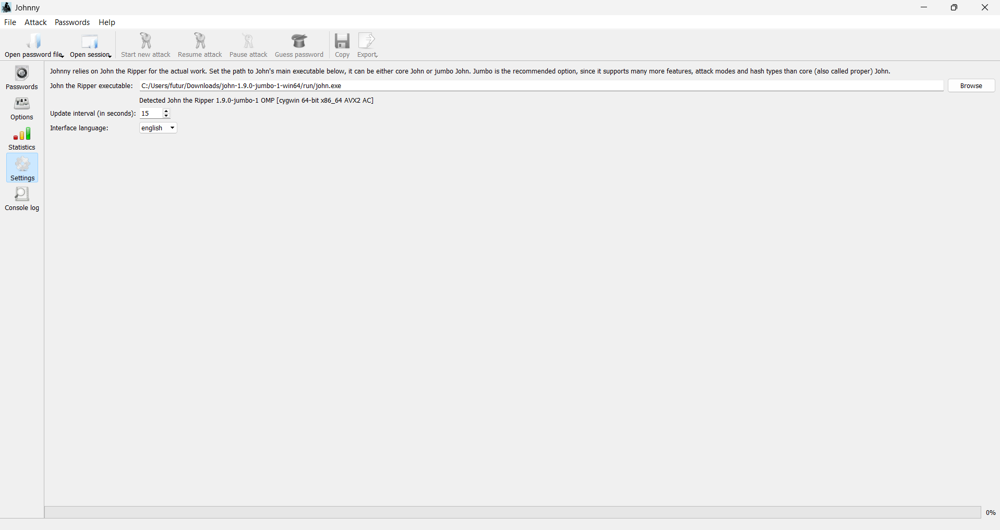 Johnny
File Attack Passwords Help
Open password file Open session Start new attack Resume attack Pause attack Guess password Copy Export
Passwords
Options
Statistics
Settings
Console log
Johnny relies on John the Ripper for the actual work. Set the path to John's main executable below, it can be either core John or jumbo John. Jumbo is the recommended option, since it supports many more features, attack modes and hash types than core (also called proper) John.
John the Ripper executable: C:/Users/futur/Downloads/john-1.9.0-jumbo-1-win64/run/john.exe Browse
Detected John the Ripper 1.9.0-jumbo-1 OMP [cygwin 64-bit x86_64 AVX2 AC]
Update interval (in seconds): 15
Interface language: english
0%